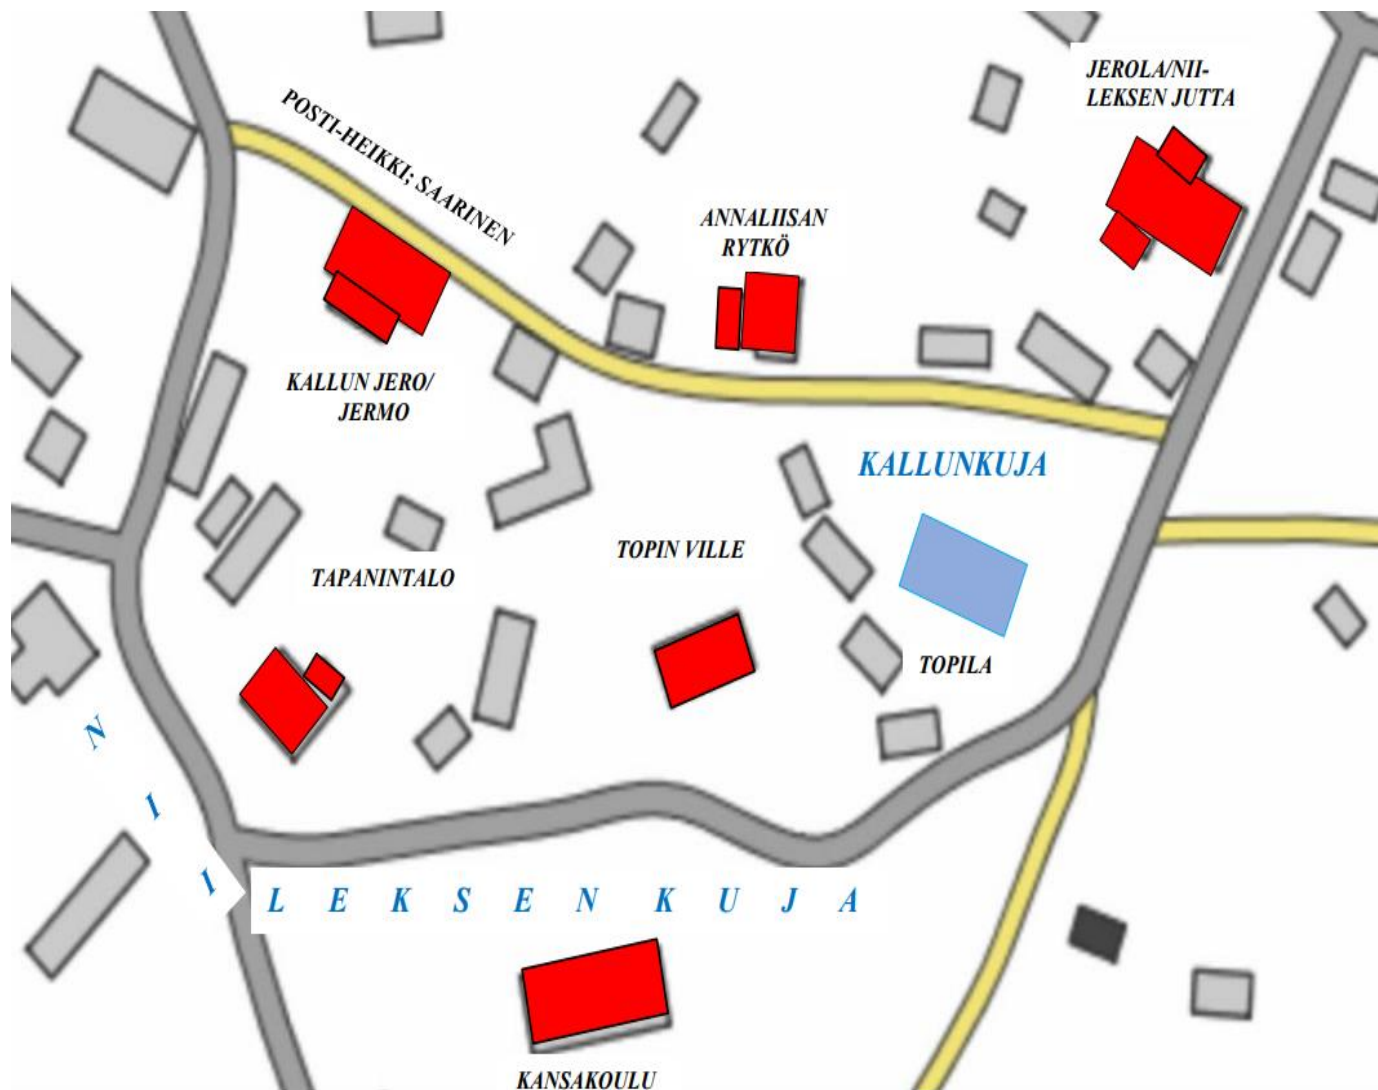 JEROLA/NII-
LEKSEN JUTTA
POSTI-HEIKKI; SAARINEN
ANNALIISAN
RYTKÖ
KALLUN JERO/
JERMO
KALLUNKUJA
TOPIN VILLE
TAPANINTALO
TOPILA
N I I L E K S E N K U J A
KANSAKOULU